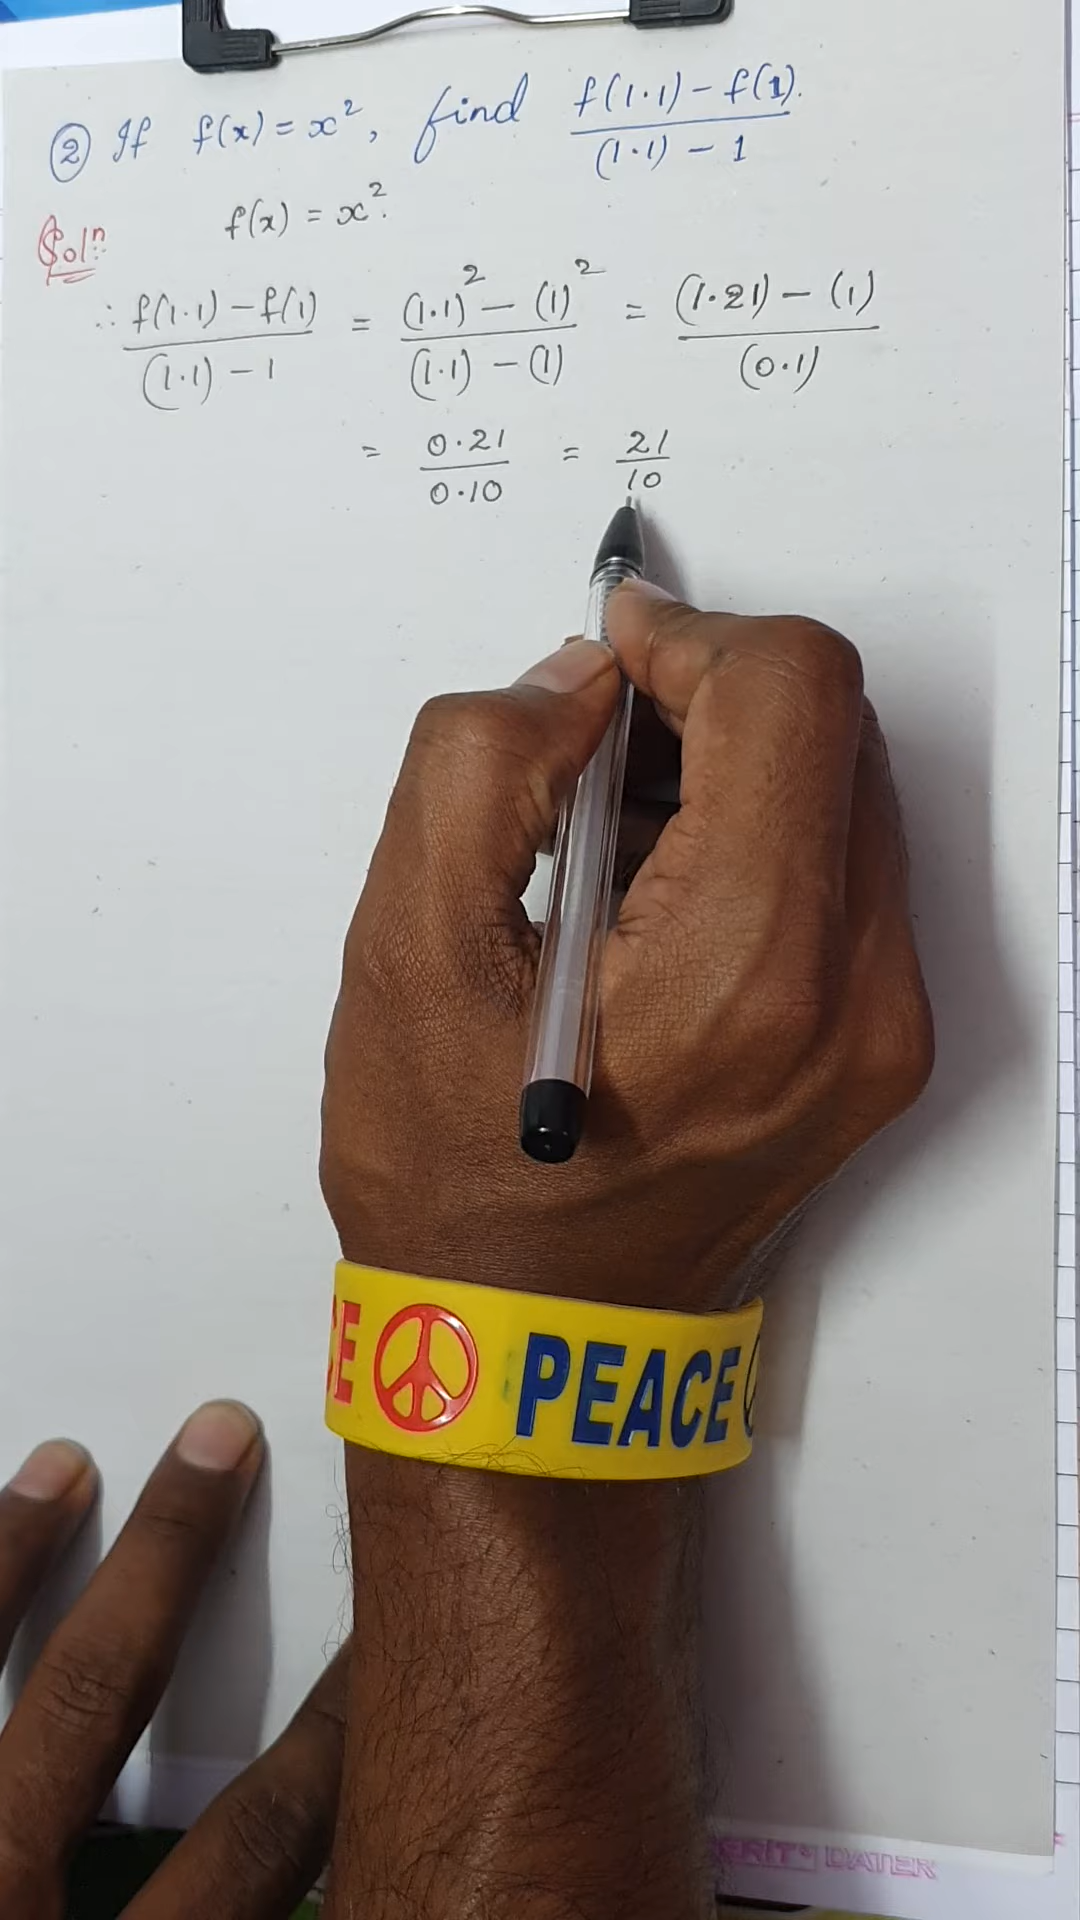 ② If f(x) = x², find f(1·1) - f(1). / (1·1) - 1
Solⁿ: f(x) = x².
∴ f(1·1) - f(1) / (1·1) - 1 = (1·1)² - (1)² / (1·1) - (1) = (1·21) - (1) / (0·1)
= 0·21 / 0·10 = 21 / 10
PEACE
DATER